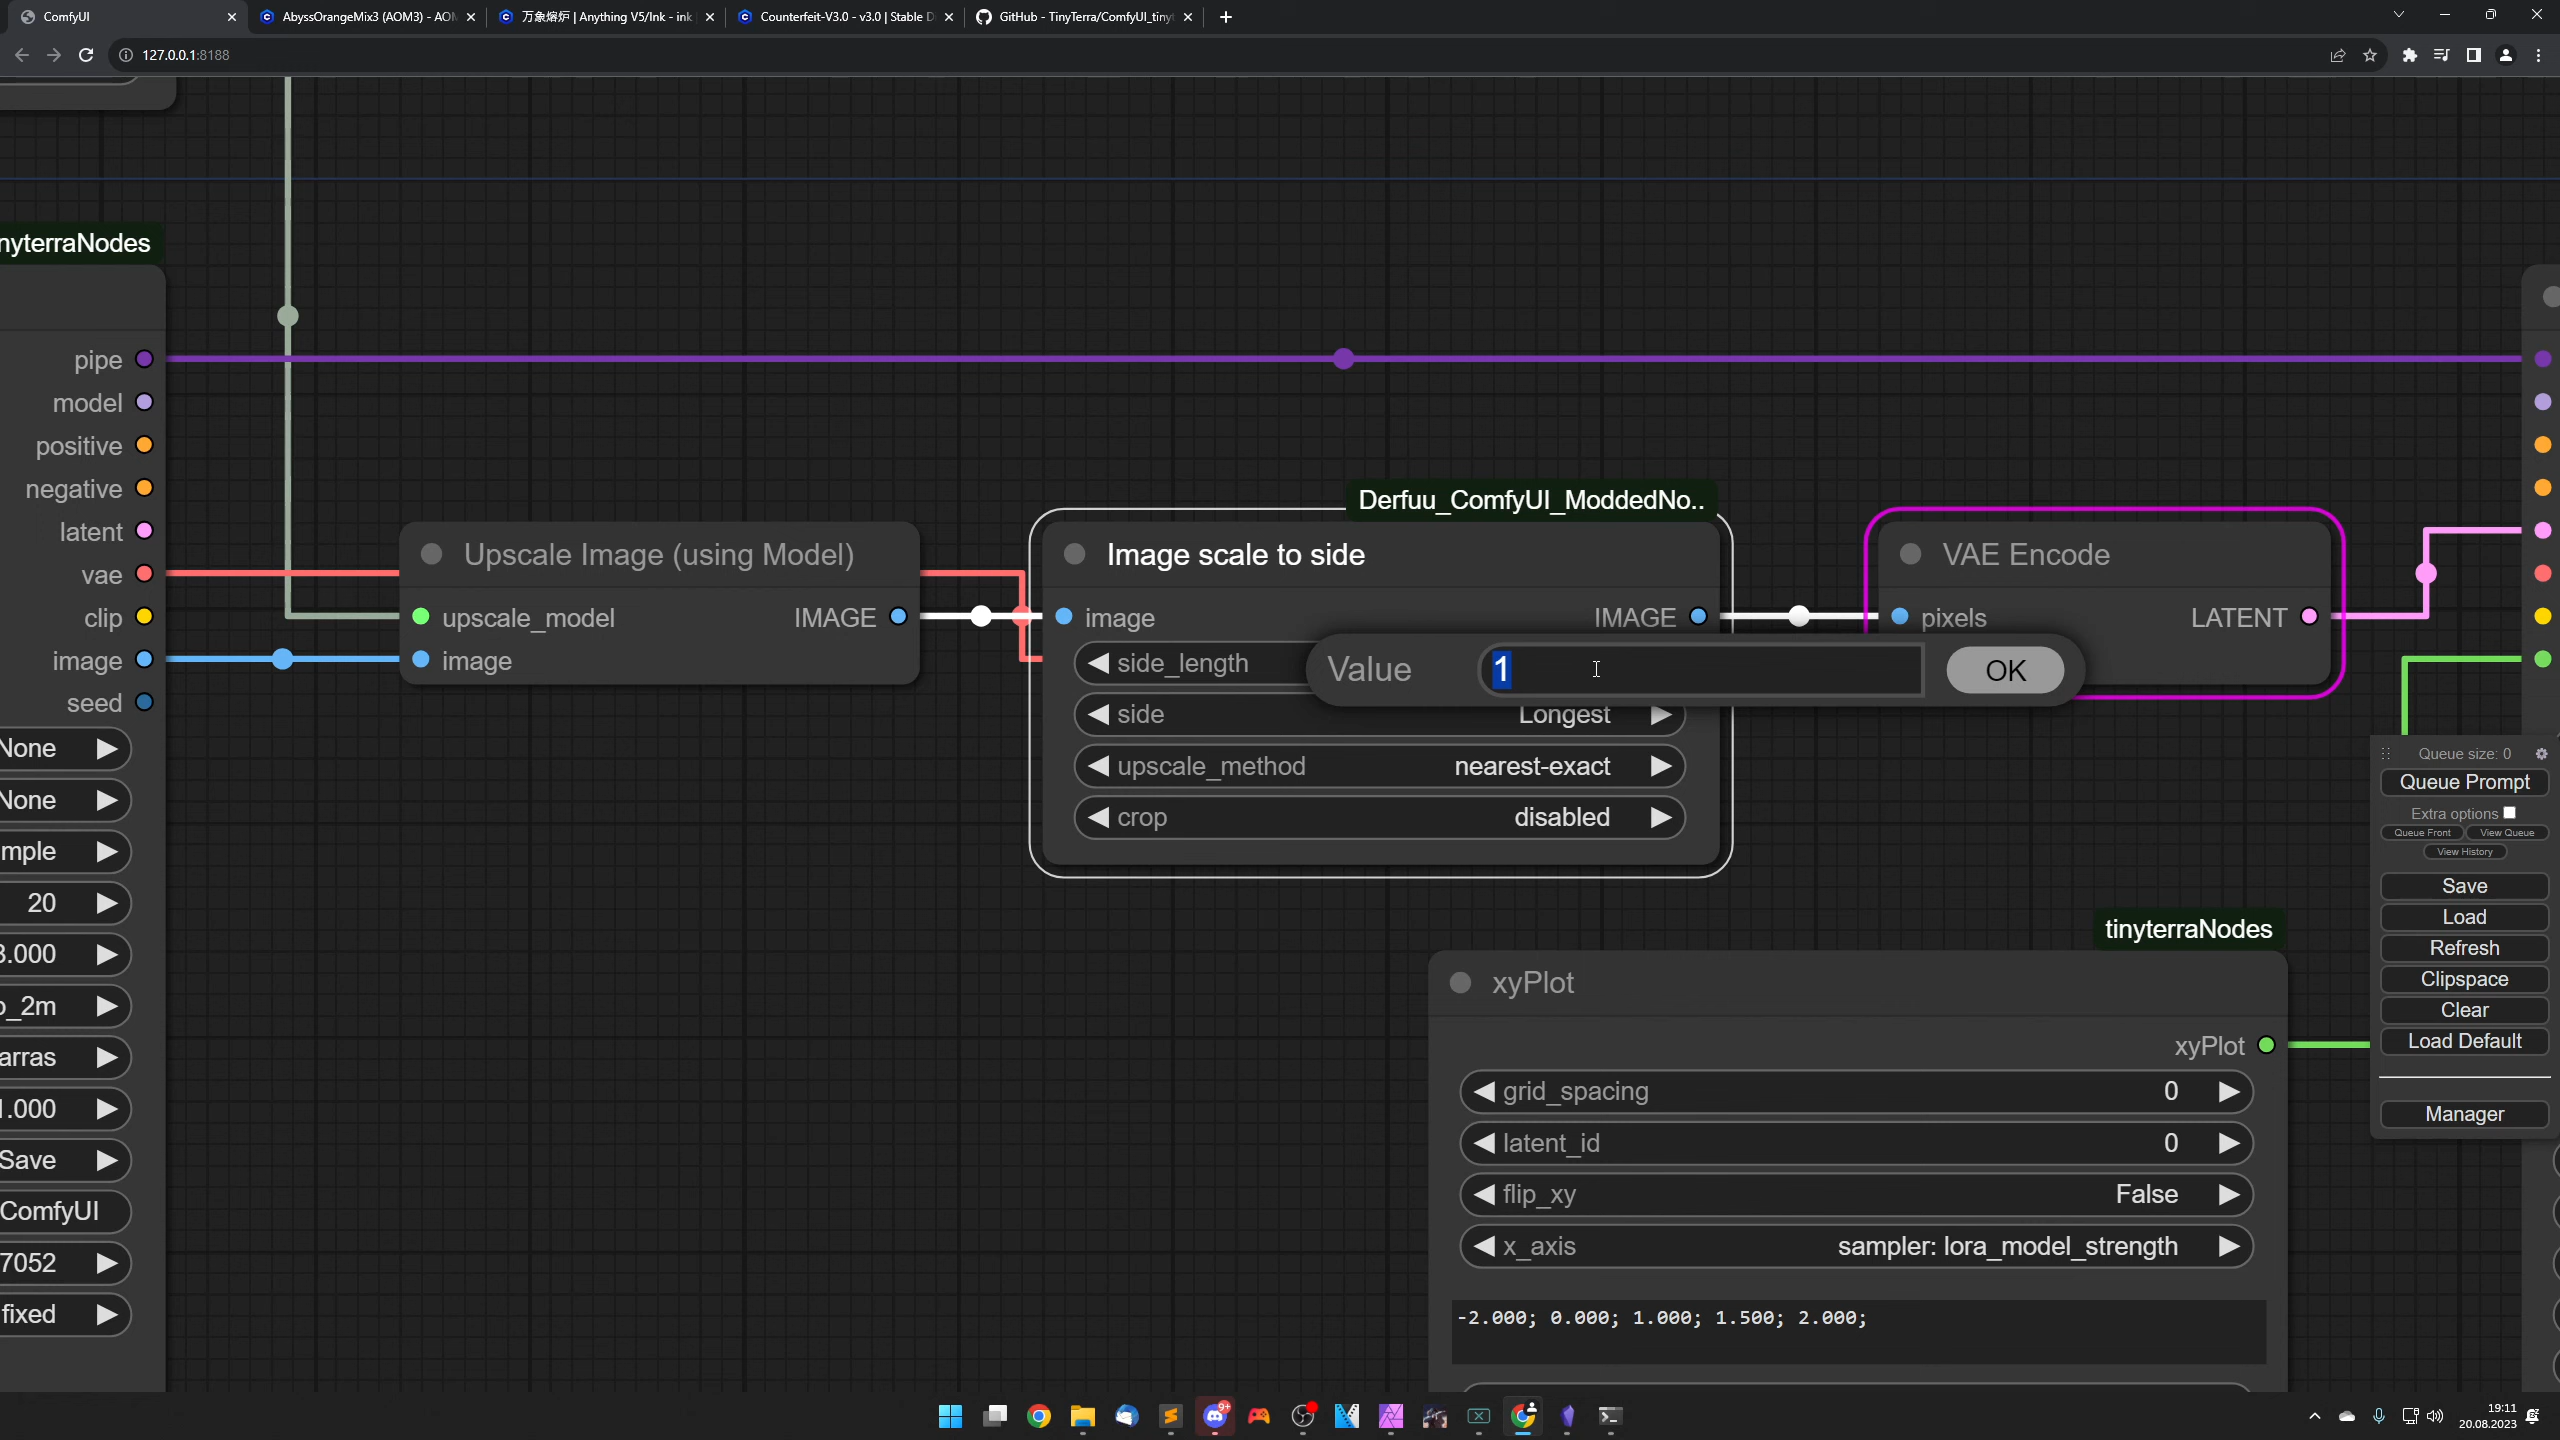 ComfyUI
AbyssOrangeMix3 (AOM3) - AOM
万象熔炉 | Anything V5/Ink - ink
Counterfeit-V3.0 - v3.0 | Stable D
GitHub - TinyTerra/ComfyUI_tinyt
127.0.0.1:8188
nyterraNodes
pipe
model
positive
negative
latent
vae
clip
image
seed
None
None
mple
20
3.000
o_2m
arras
1.000
Save
ComfyUI
7052
fixed
Upscale Image (using Model)
upscale_model IMAGE
image
Derfuu_ComfyUI_ModdedNo..
Image scale to side
image IMAGE
side_length
Value 1 OK
side Longest
upscale_method nearest-exact
crop disabled
VAE Encode
pixels LATENT
tinyterraNodes
xyPlot
xyPlot
grid_spacing 0
latent_id 0
flip_xy False
x_axis sampler: lora_model_strength
-2.000; 0.000; 1.000; 1.500; 2.000;
Queue size: 0
Queue Prompt
Extra options
Queue Front View Queue
View History
Save
Load
Refresh
Clipspace
Clear
Load Default
Manager
9+
19:11
20.08.2023